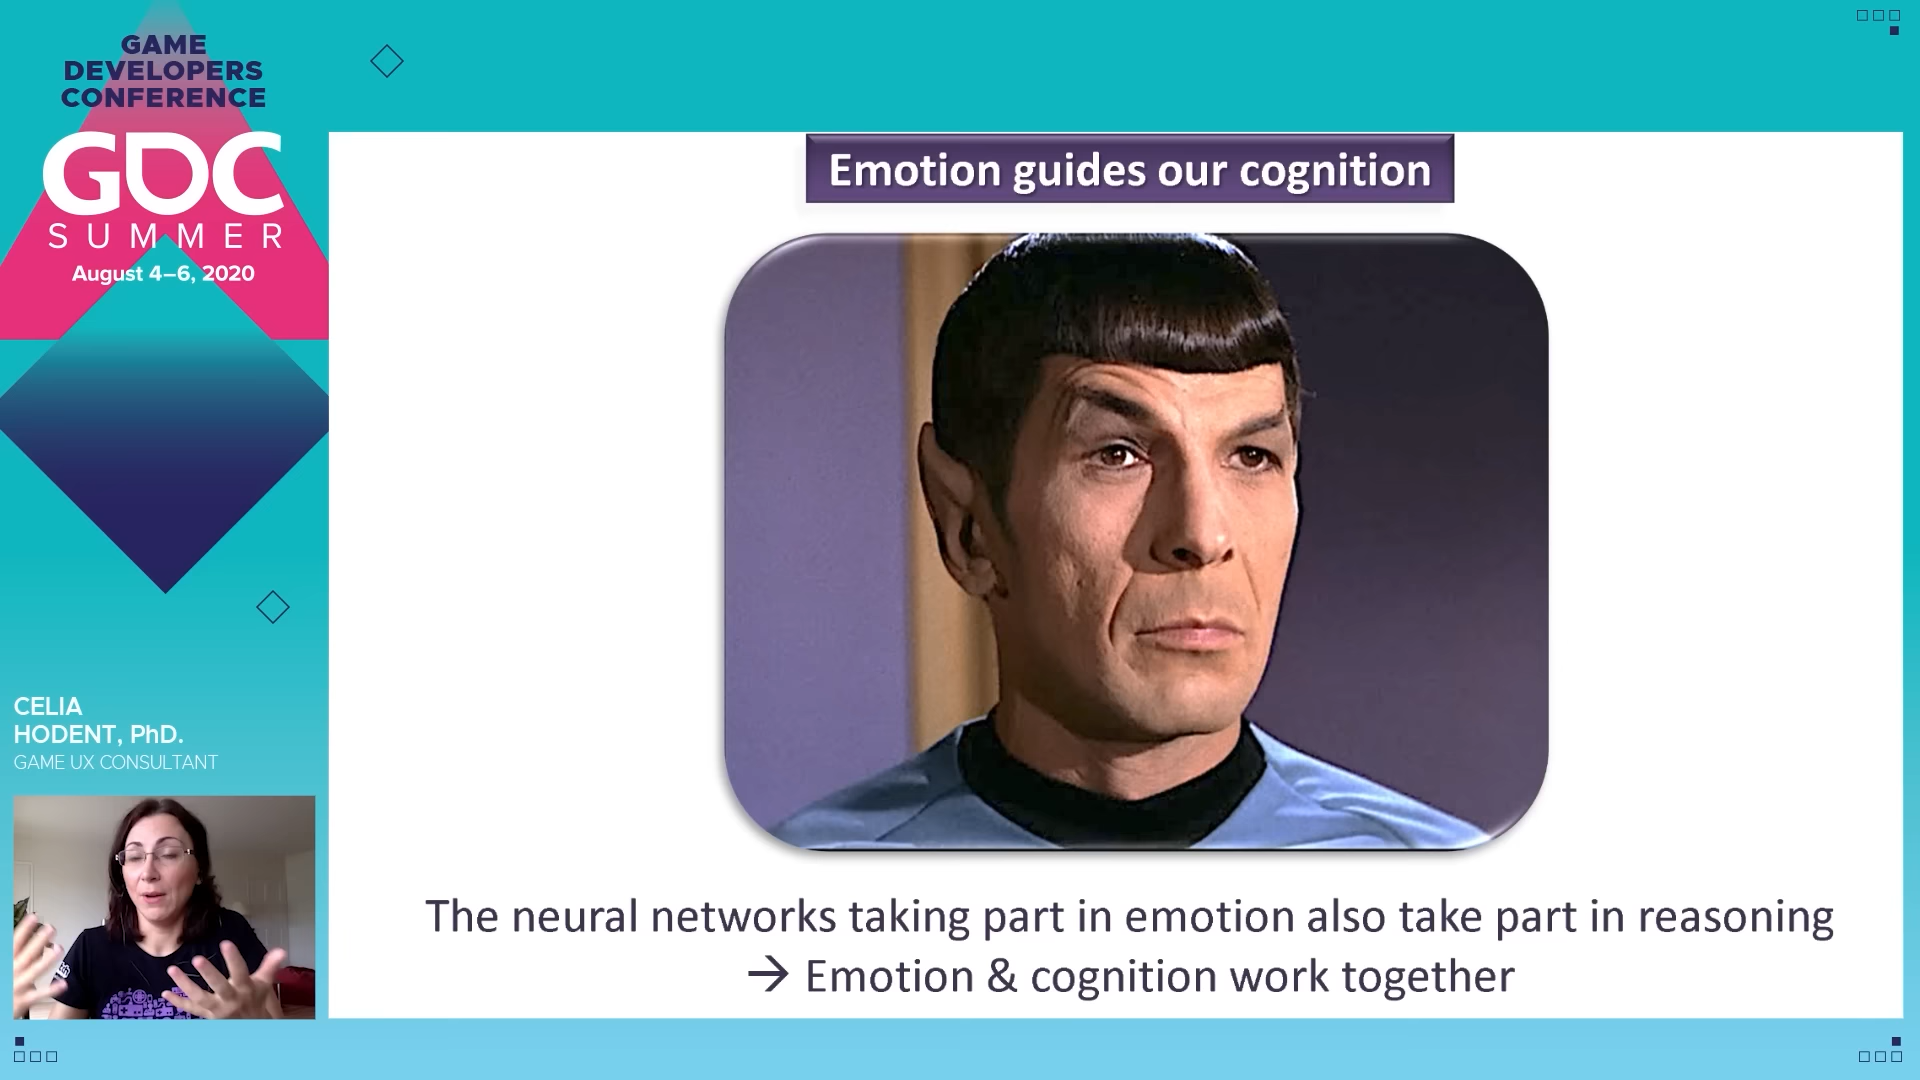 GAME
DEVELOPERS
CONFERENCE
GDC
SUMMER
August 4–6, 2020
CELIA
HODENT, PhD.
GAME UX CONSULTANT
Emotion guides our cognition
The neural networks taking part in emotion also take part in reasoning
→ Emotion & cognition work together